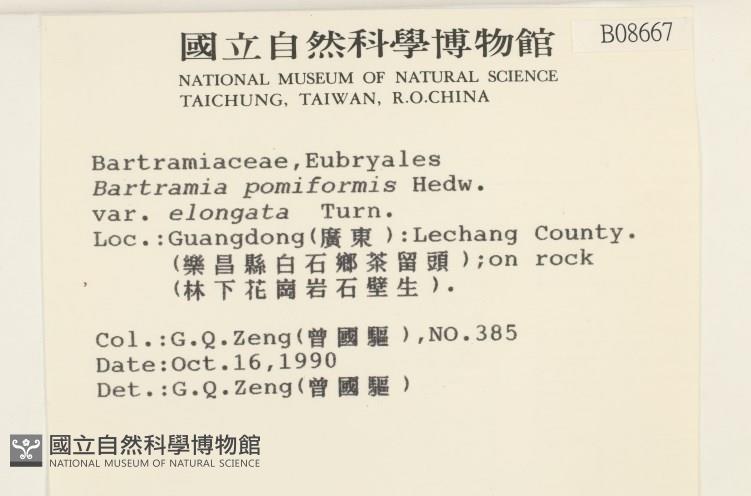 國立自然科學博物館
B08667
NATIONAL MUSEUM OF NATURAL SCIENCE
TAICHUNG, TAIWAN, R.O.CHINA
Bartramiaceae,Eubryales
Bartramia pomiformis Hedw.
var. elongata Turn.
Loc.:Guangdong(廣東):Lechang County.
(樂昌縣白石鄉茶留頭);on rock
(林下花崗岩石壁生).
Col.:G.Q.Zeng(曾國驅),NO.385
Date:Oct.16,1990
Det.:G.Q.Zeng(曾國驅)
國立自然科學博物館
NATIONAL MUSEUM OF NATURAL SCIENCE